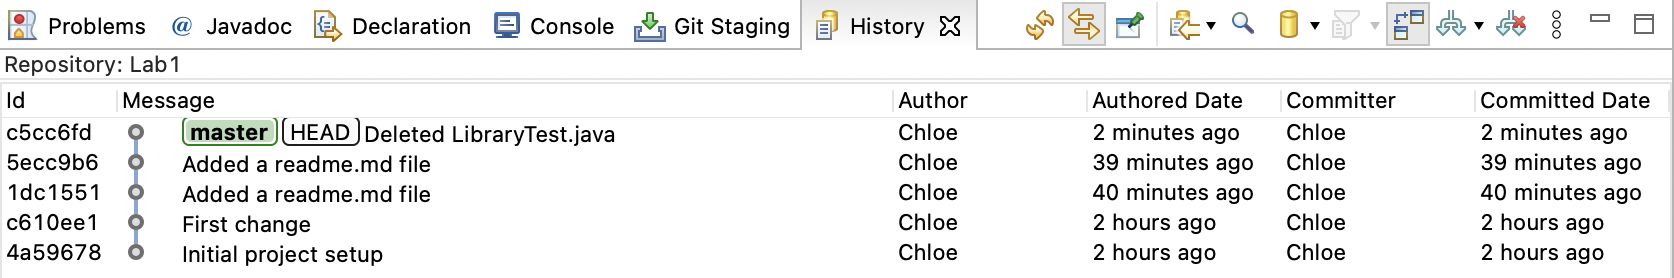 Problems @ Javadoc Declaration Console Git Staging History
Repository: Lab1
Id Message Author Authored Date Committer Committed Date
c5cc6fd master HEAD Deleted LibraryTest.java Chloe 2 minutes ago Chloe 2 minutes ago
5ecc9b6 Added a readme.md file Chloe 39 minutes ago Chloe 39 minutes ago
1dc1551 Added a readme.md file Chloe 40 minutes ago Chloe 40 minutes ago
c610ee1 First change Chloe 2 hours ago Chloe 2 hours ago
4a59678 Initial project setup Chloe 2 hours ago Chloe 2 hours ago